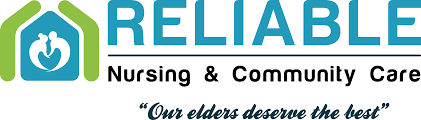 RELIABLE
Nursing & Community Care
“Our elders deserve the best”